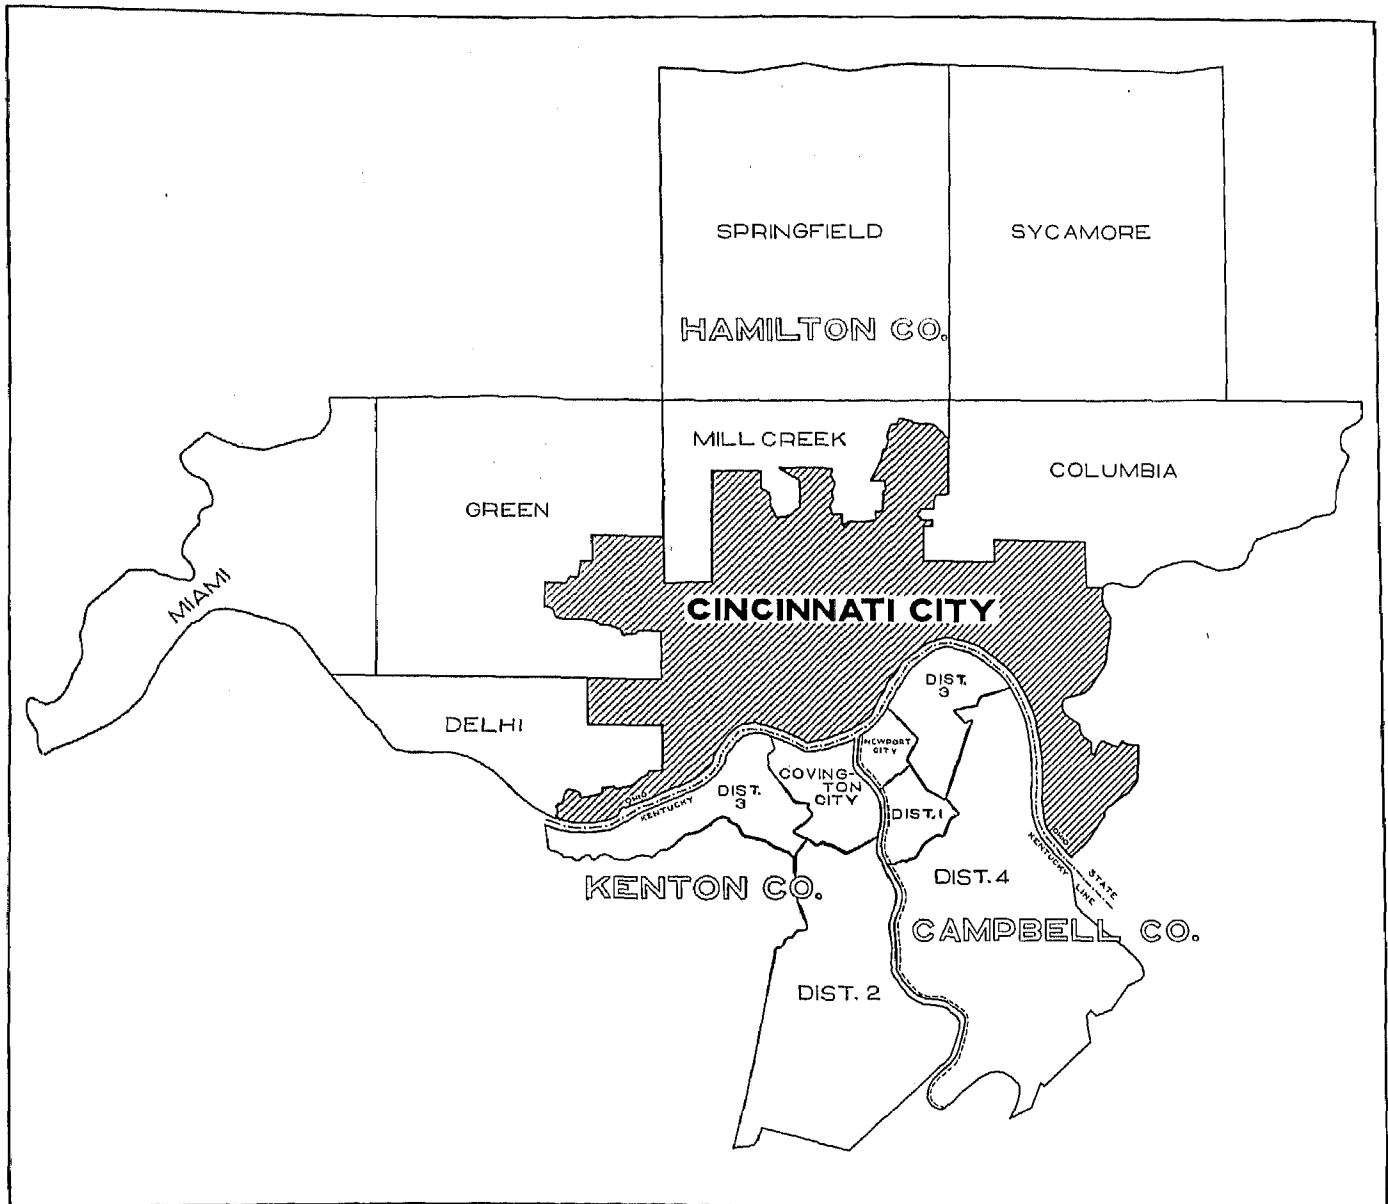 SPRINGFIELD
SYCAMORE
HAMILTON CO.
MILL CREEK
COLUMBIA
GREEN
MIAMI
CINCINNATI CITY
DIST.
3
DELHI
NEWPORT
CITY
COVING-
TON
CITY
DIST.
3
OHIO
KENTUCKY
DIST. 1
OHIO
KENTUCKY
STATE
LINE
DIST. 4
KENTON CO.
CAMPBELL CO.
DIST. 2